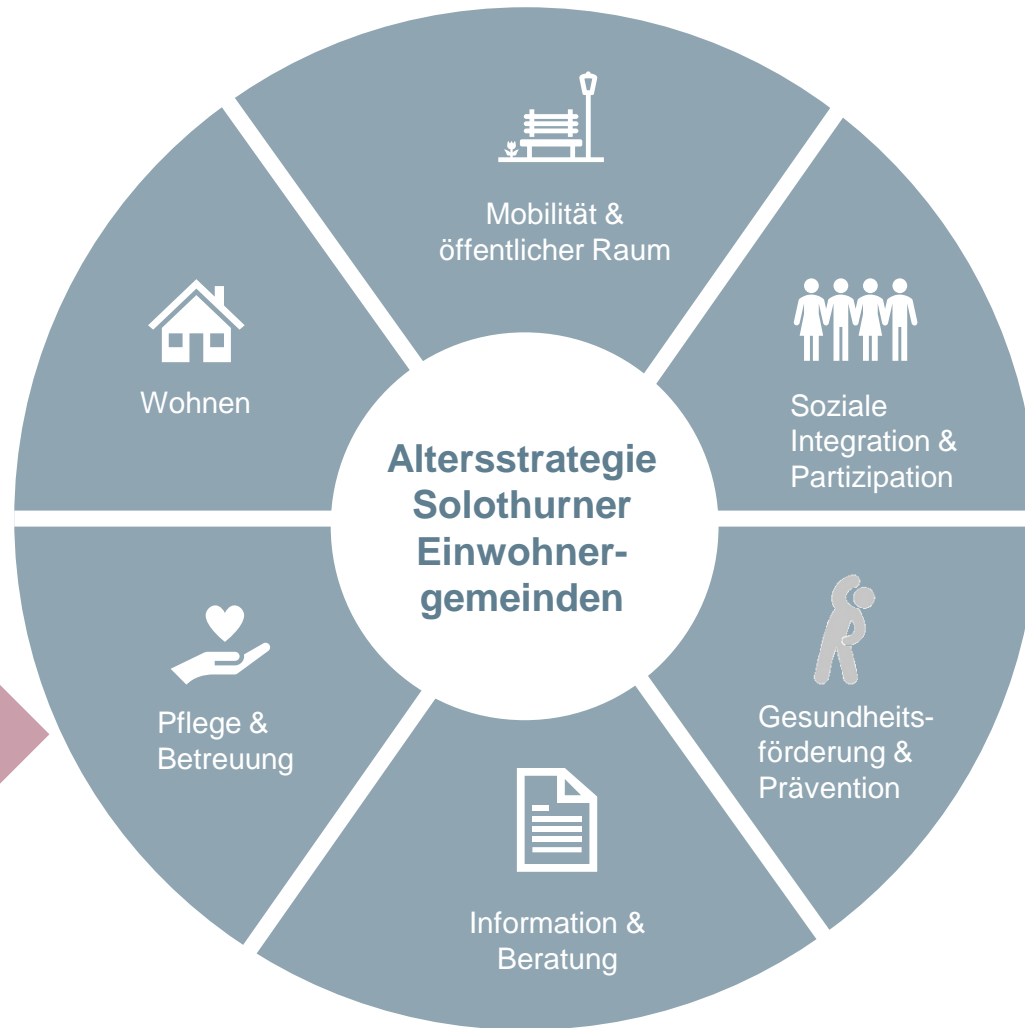 Mobilität &
öffentlicher Raum
Wohnen
Soziale
Integration &
Partizipation
Altersstrategie
Solothurner
Einwohner-
gemeinden
Pflege &
Betreuung
Gesundheits-
förderung &
Prävention
Information &
Beratung